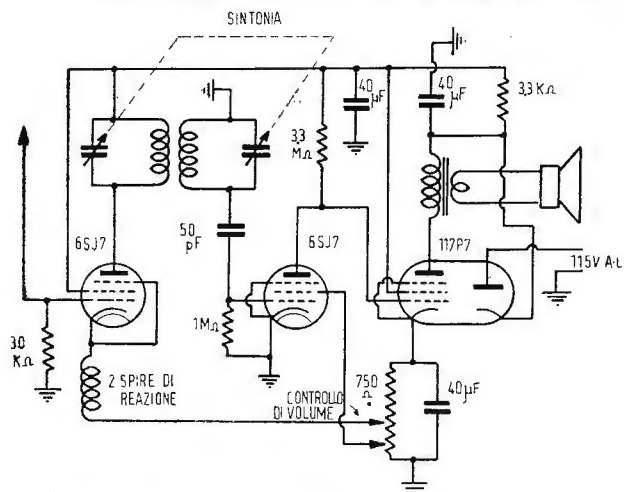 SINTONIA
40
µF
40
µF
3,3 KΩ
3,3
MΩ
50
pF
6SJ7
6SJ7
117P7
115V A.t.
30
KΩ
1MΩ
2 SPIRE DI
REAZIONE
CONTROLLO
DI VOLUME
750
Ω
40µF